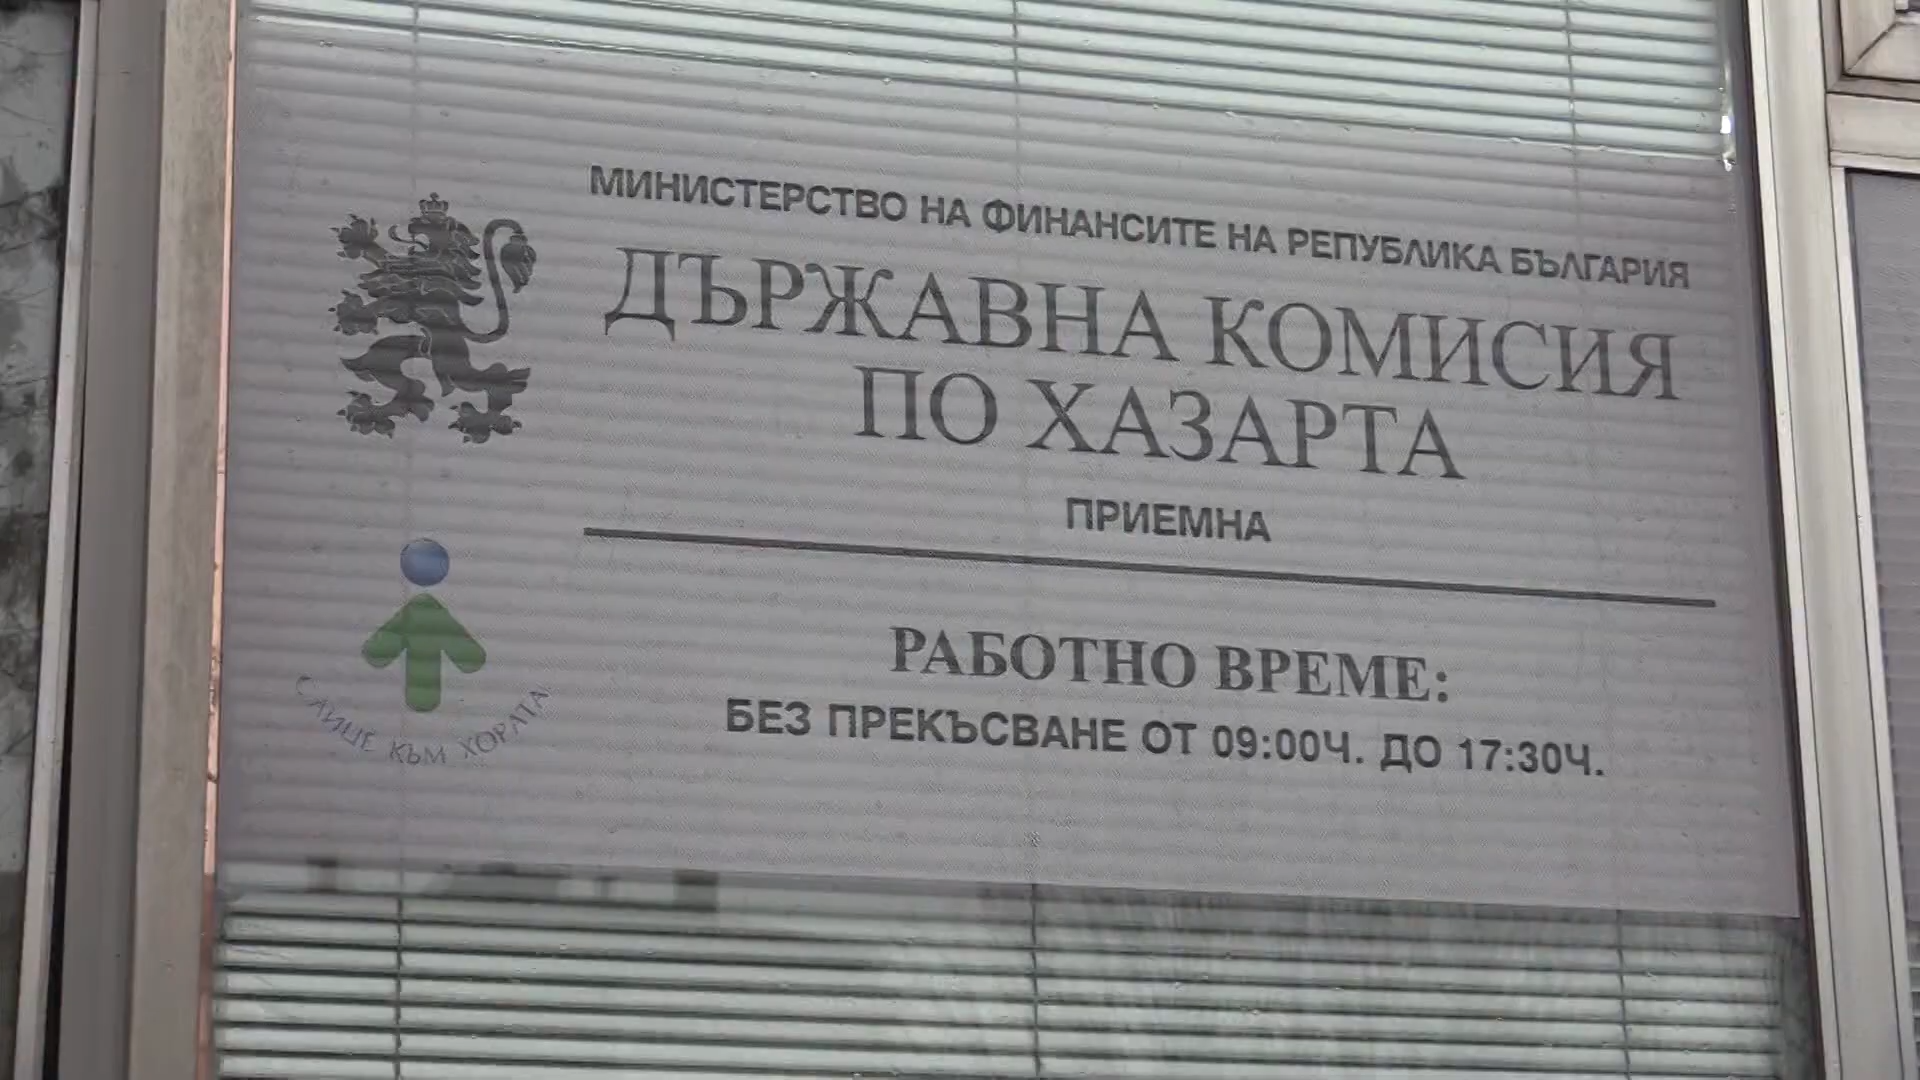 МИНИСТЕРСТВО НА ФИНАНСИТЕ НА РЕПУБЛИКА БЪЛГАРИЯ
ДЪРЖАВНА КОМИСИЯ
ПО ХАЗАРТА
ПРИЕМНА
С ЛИЦЕ КЪМ ХОРАТА
РАБОТНО ВРЕМЕ:
БЕЗ ПРЕКЪСВАНЕ ОТ 09:00Ч. ДО 17:30Ч.